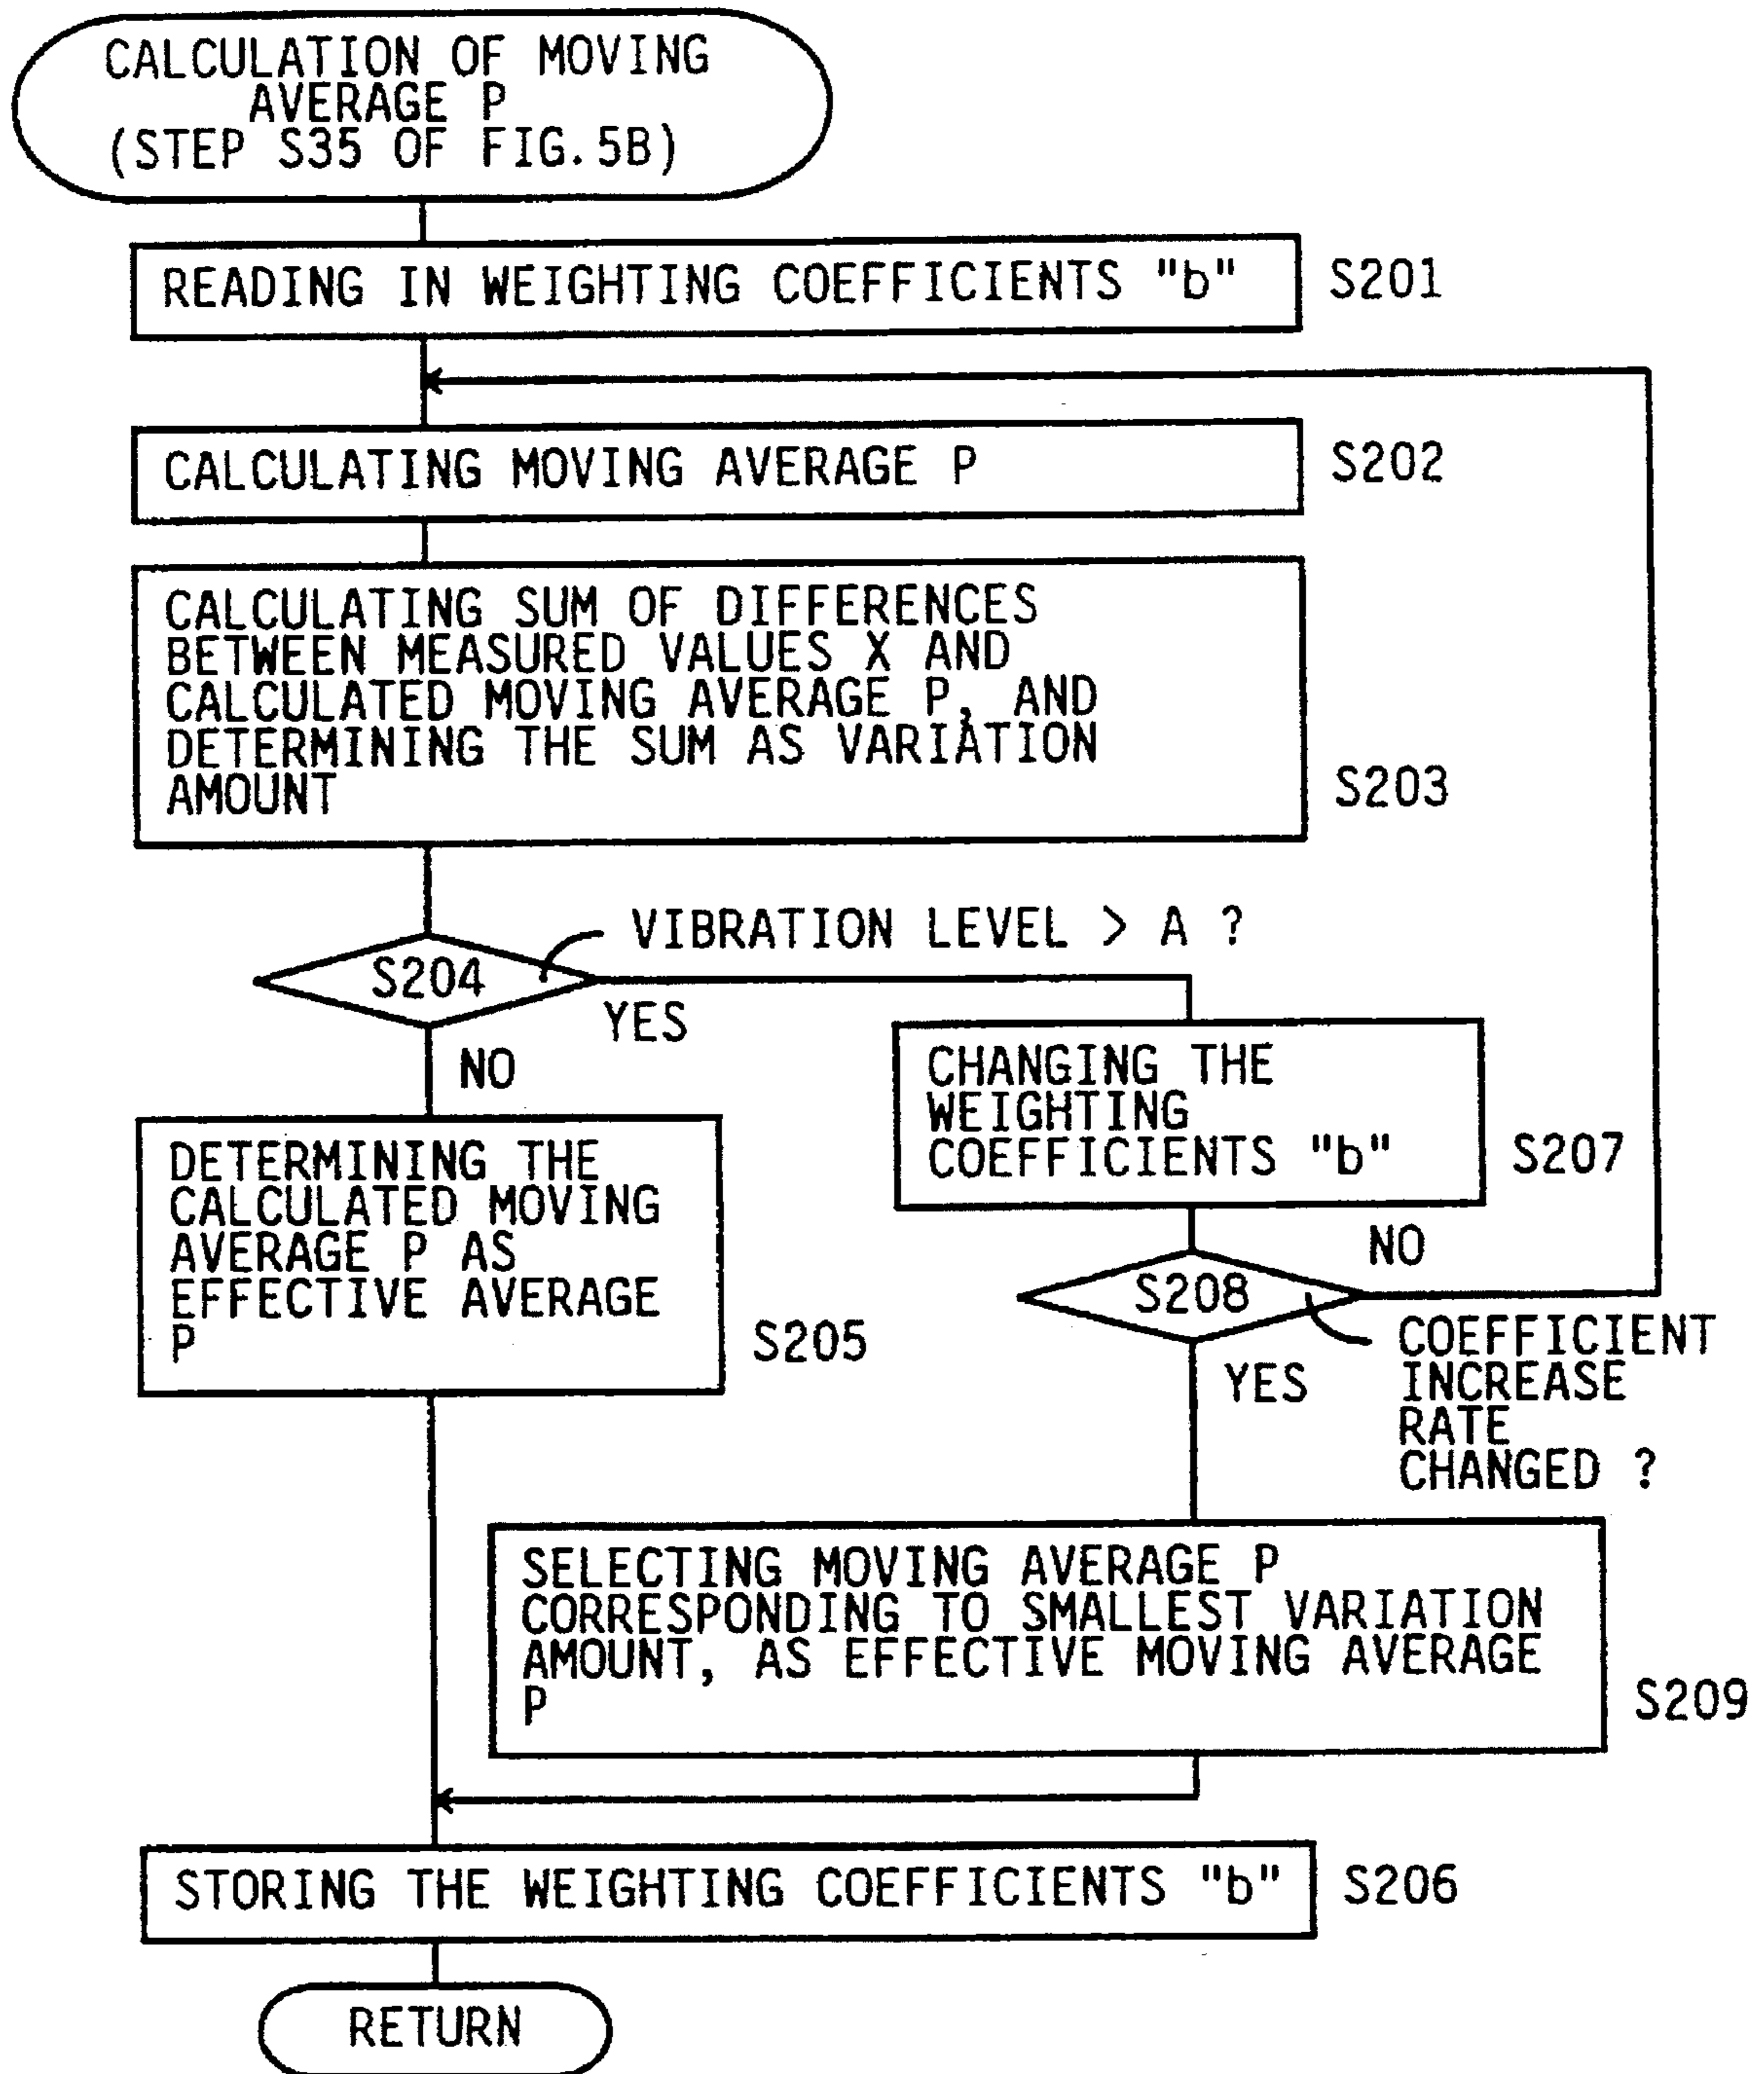 CALCULATION OF MOVING
AVERAGE P
(STEP S35 OF FIG.5B)
READING IN WEIGHTING COEFFICIENTS "b"
S201
CALCULATING MOVING AVERAGE P
S202
CALCULATING SUM OF DIFFERENCES
BETWEEN MEASURED VALUES X AND
CALCULATED MOVING AVERAGE P, AND
DETERMINING THE SUM AS VARIATION
AMOUNT
S203
VIBRATION LEVEL > A ?
S204
YES
NO
CHANGING THE
WEIGHTING
COEFFICIENTS "b"
S207
DETERMINING THE
CALCULATED MOVING
AVERAGE P AS
EFFECTIVE AVERAGE
P
S205
NO
S208
COEFFICIENT
INCREASE
RATE
CHANGED ?
YES
SELECTING MOVING AVERAGE P
CORRESPONDING TO SMALLEST VARIATION
AMOUNT, AS EFFECTIVE MOVING AVERAGE
P
S209
STORING THE WEIGHTING COEFFICIENTS "b"
S206
RETURN